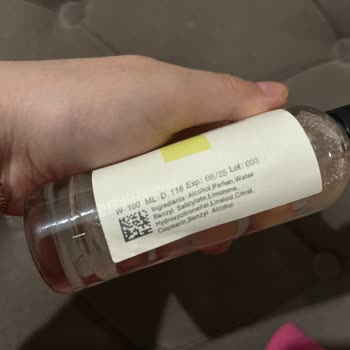 W-100 ML-D.116 Exp: 08/25 Lot: 003
Ingredients: Alcohol,Parfum,Water
Benzyl Salicylate,Limonene,
Hydroxycitronellal,Linalool,Citral,
Coumarin,Benzyl Alcohol